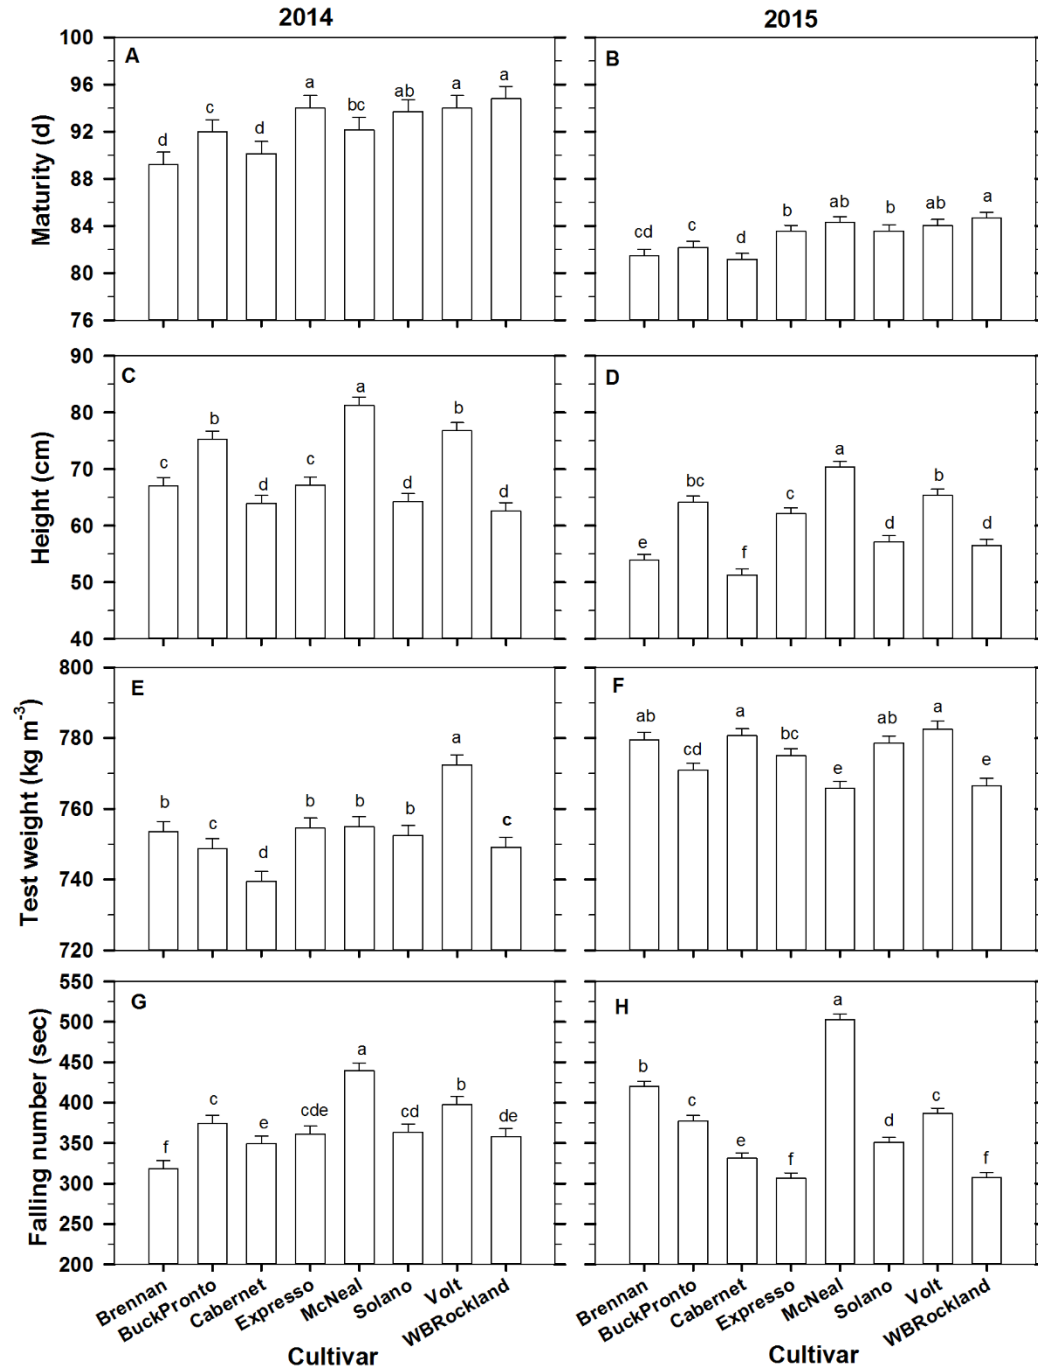 2014
2015
Maturity (d)
100
96
92
88
84
80
76
A
d
c
d
a
bc
ab
a
a
B
cd
c
d
b
ab
b
ab
a
Height (cm)
90
80
70
60
50
40
C
c
b
d
c
a
d
b
d
D
e
bc
f
c
a
d
b
d
Test weight (kg m-3)
800
780
760
740
720
E
b
c
d
b
b
b
a
c
F
ab
cd
a
bc
e
ab
a
e
Falling number (sec)
550
500
450
400
350
300
250
200
G
f
c
e
cde
a
cd
b
de
H
b
c
e
f
a
d
c
f
Brennan
BuckPronto
Cabernet
Expresso
McNeal
Solano
Volt
WBRockland
Brennan
BuckPronto
Cabernet
Expresso
McNeal
Solano
Volt
WBRockland
Cultivar
Cultivar